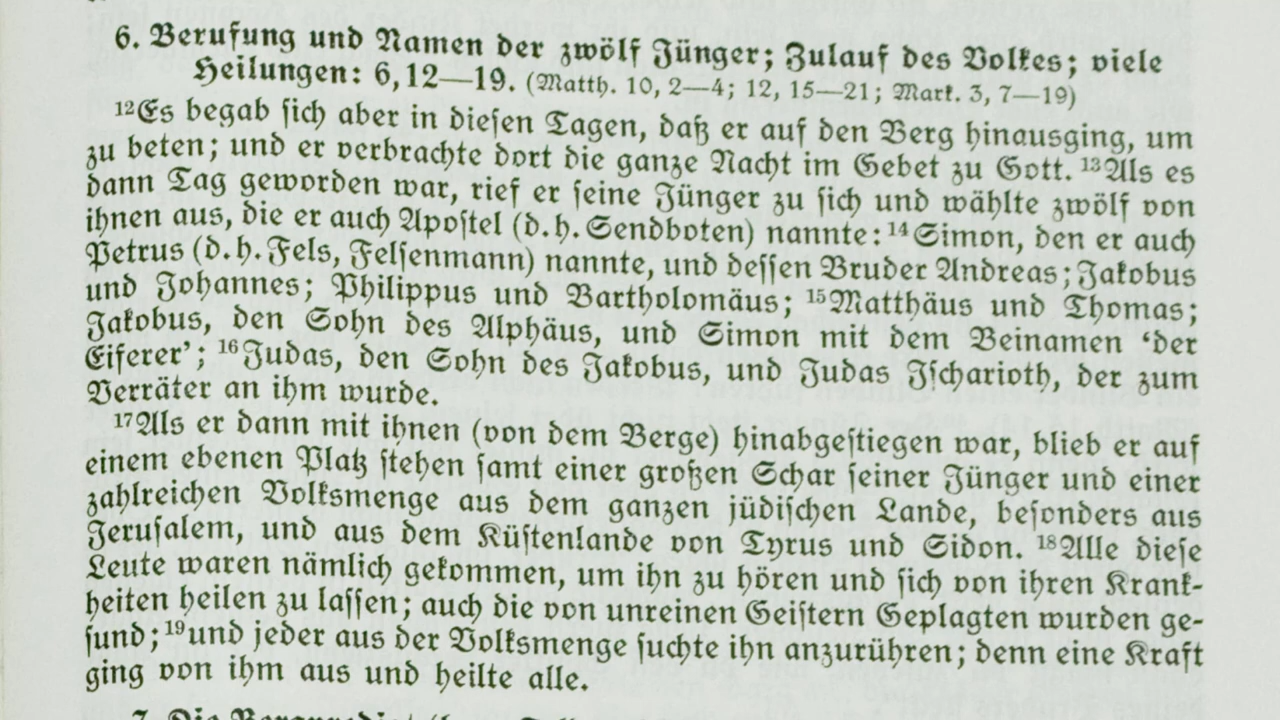 6. Berufung und Namen der zwölf Jünger; Zulauf des Volkes; viele
Heilungen: 6,12—19. (Matth. 10, 2—4; 12, 15—21; Mark. 3, 7—19)
¹²Es begab sich aber in diesen Tagen, daß er auf den Berg hinausging, um
zu beten; und er verbrachte dort die ganze Nacht im Gebet zu Gott. ¹³Als es
dann Tag geworden war, rief er seine Jünger zu sich und wählte zwölf von
ihnen aus, die er auch Apostel (d. h. Sendboten) nannte: ¹⁴Simon, den er auch
Petrus (d. h. Fels, Felsenmann) nannte, und dessen Bruder Andreas; Jakobus
und Johannes; Philippus und Bartholomäus; ¹⁵Matthäus und Thomas;
Jakobus, den Sohn des Alphäus, und Simon mit dem Beinamen ‘der
Eiferer’; ¹⁶Judas, den Sohn des Jakobus, und Judas Ischarioth, der zum
Verräter an ihm wurde.
¹⁷Als er dann mit ihnen (von dem Berge) hinabgestiegen war, blieb er auf
einem ebenen Platz stehen samt einer großen Schar seiner Jünger und einer
zahlreichen Volksmenge aus dem ganzen jüdischen Lande, besonders aus
Jerusalem, und aus dem Küstenlande von Tyrus und Sidon. ¹⁸Alle diese
Leute waren nämlich gekommen, um ihn zu hören und sich von ihren Krank-
heiten heilen zu lassen; auch die von unreinen Geistern Geplagten wurden ge-
sund; ¹⁹und jeder aus der Volksmenge suchte ihn anzurühren; denn eine Kraft
ging von ihm aus und heilte alle.
7. Die Bergpredigt